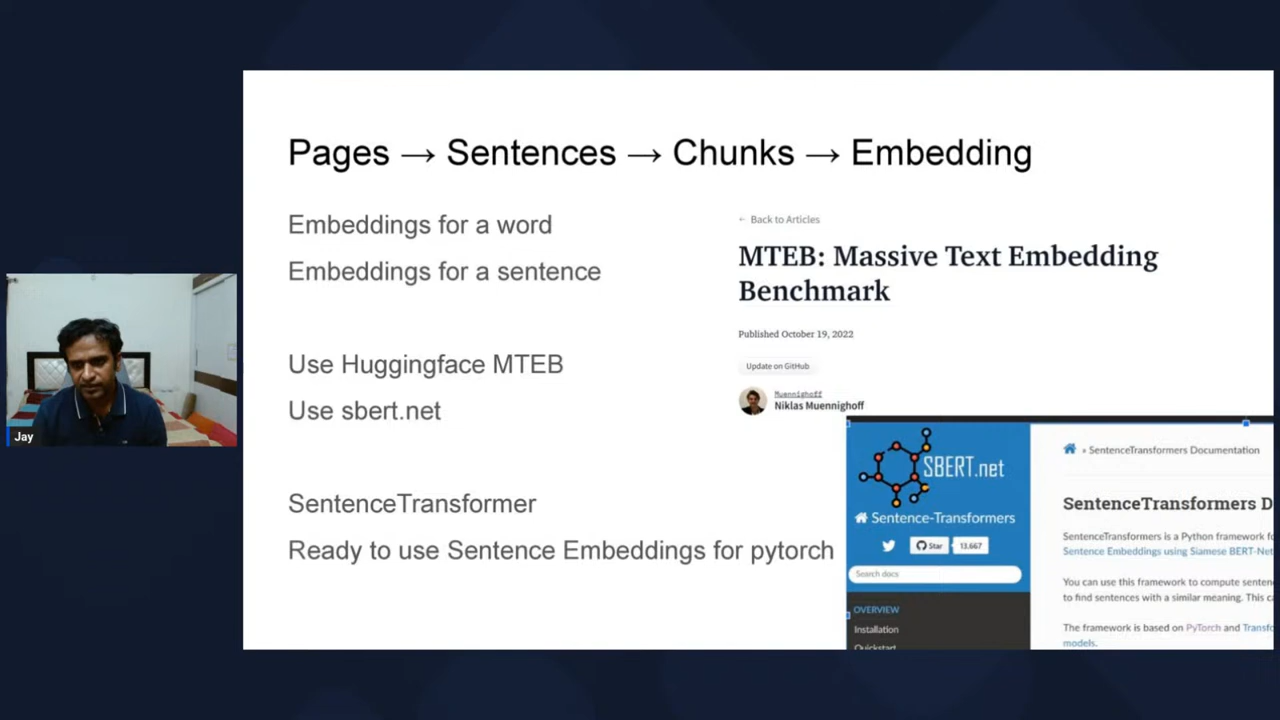 Pages → Sentences → Chunks → Embedding
Embeddings for a word
Embeddings for a sentence
Use Huggingface MTEB
Use sbert.net
SentenceTransformer
Ready to use Sentence Embeddings for pytorch
← Back to Articles
MTEB: Massive Text Embedding
Benchmark
Published October 19, 2022
Update on GitHub
Muennighoff
Niklas Muennighoff
SBERT.net
Sentence-Transformers
Star 13,667
Search docs
OVERVIEW
Installation
Quickstart
» SentenceTransformers Documentation
SentenceTransformers D
SentenceTransformers is a Python framework fo
Sentence Embeddings using Siamese BERT-Net
You can use this framework to compute senten
to find sentences with a similar meaning. This ca
The framework is based on PyTorch and Transfo
models.
Jay